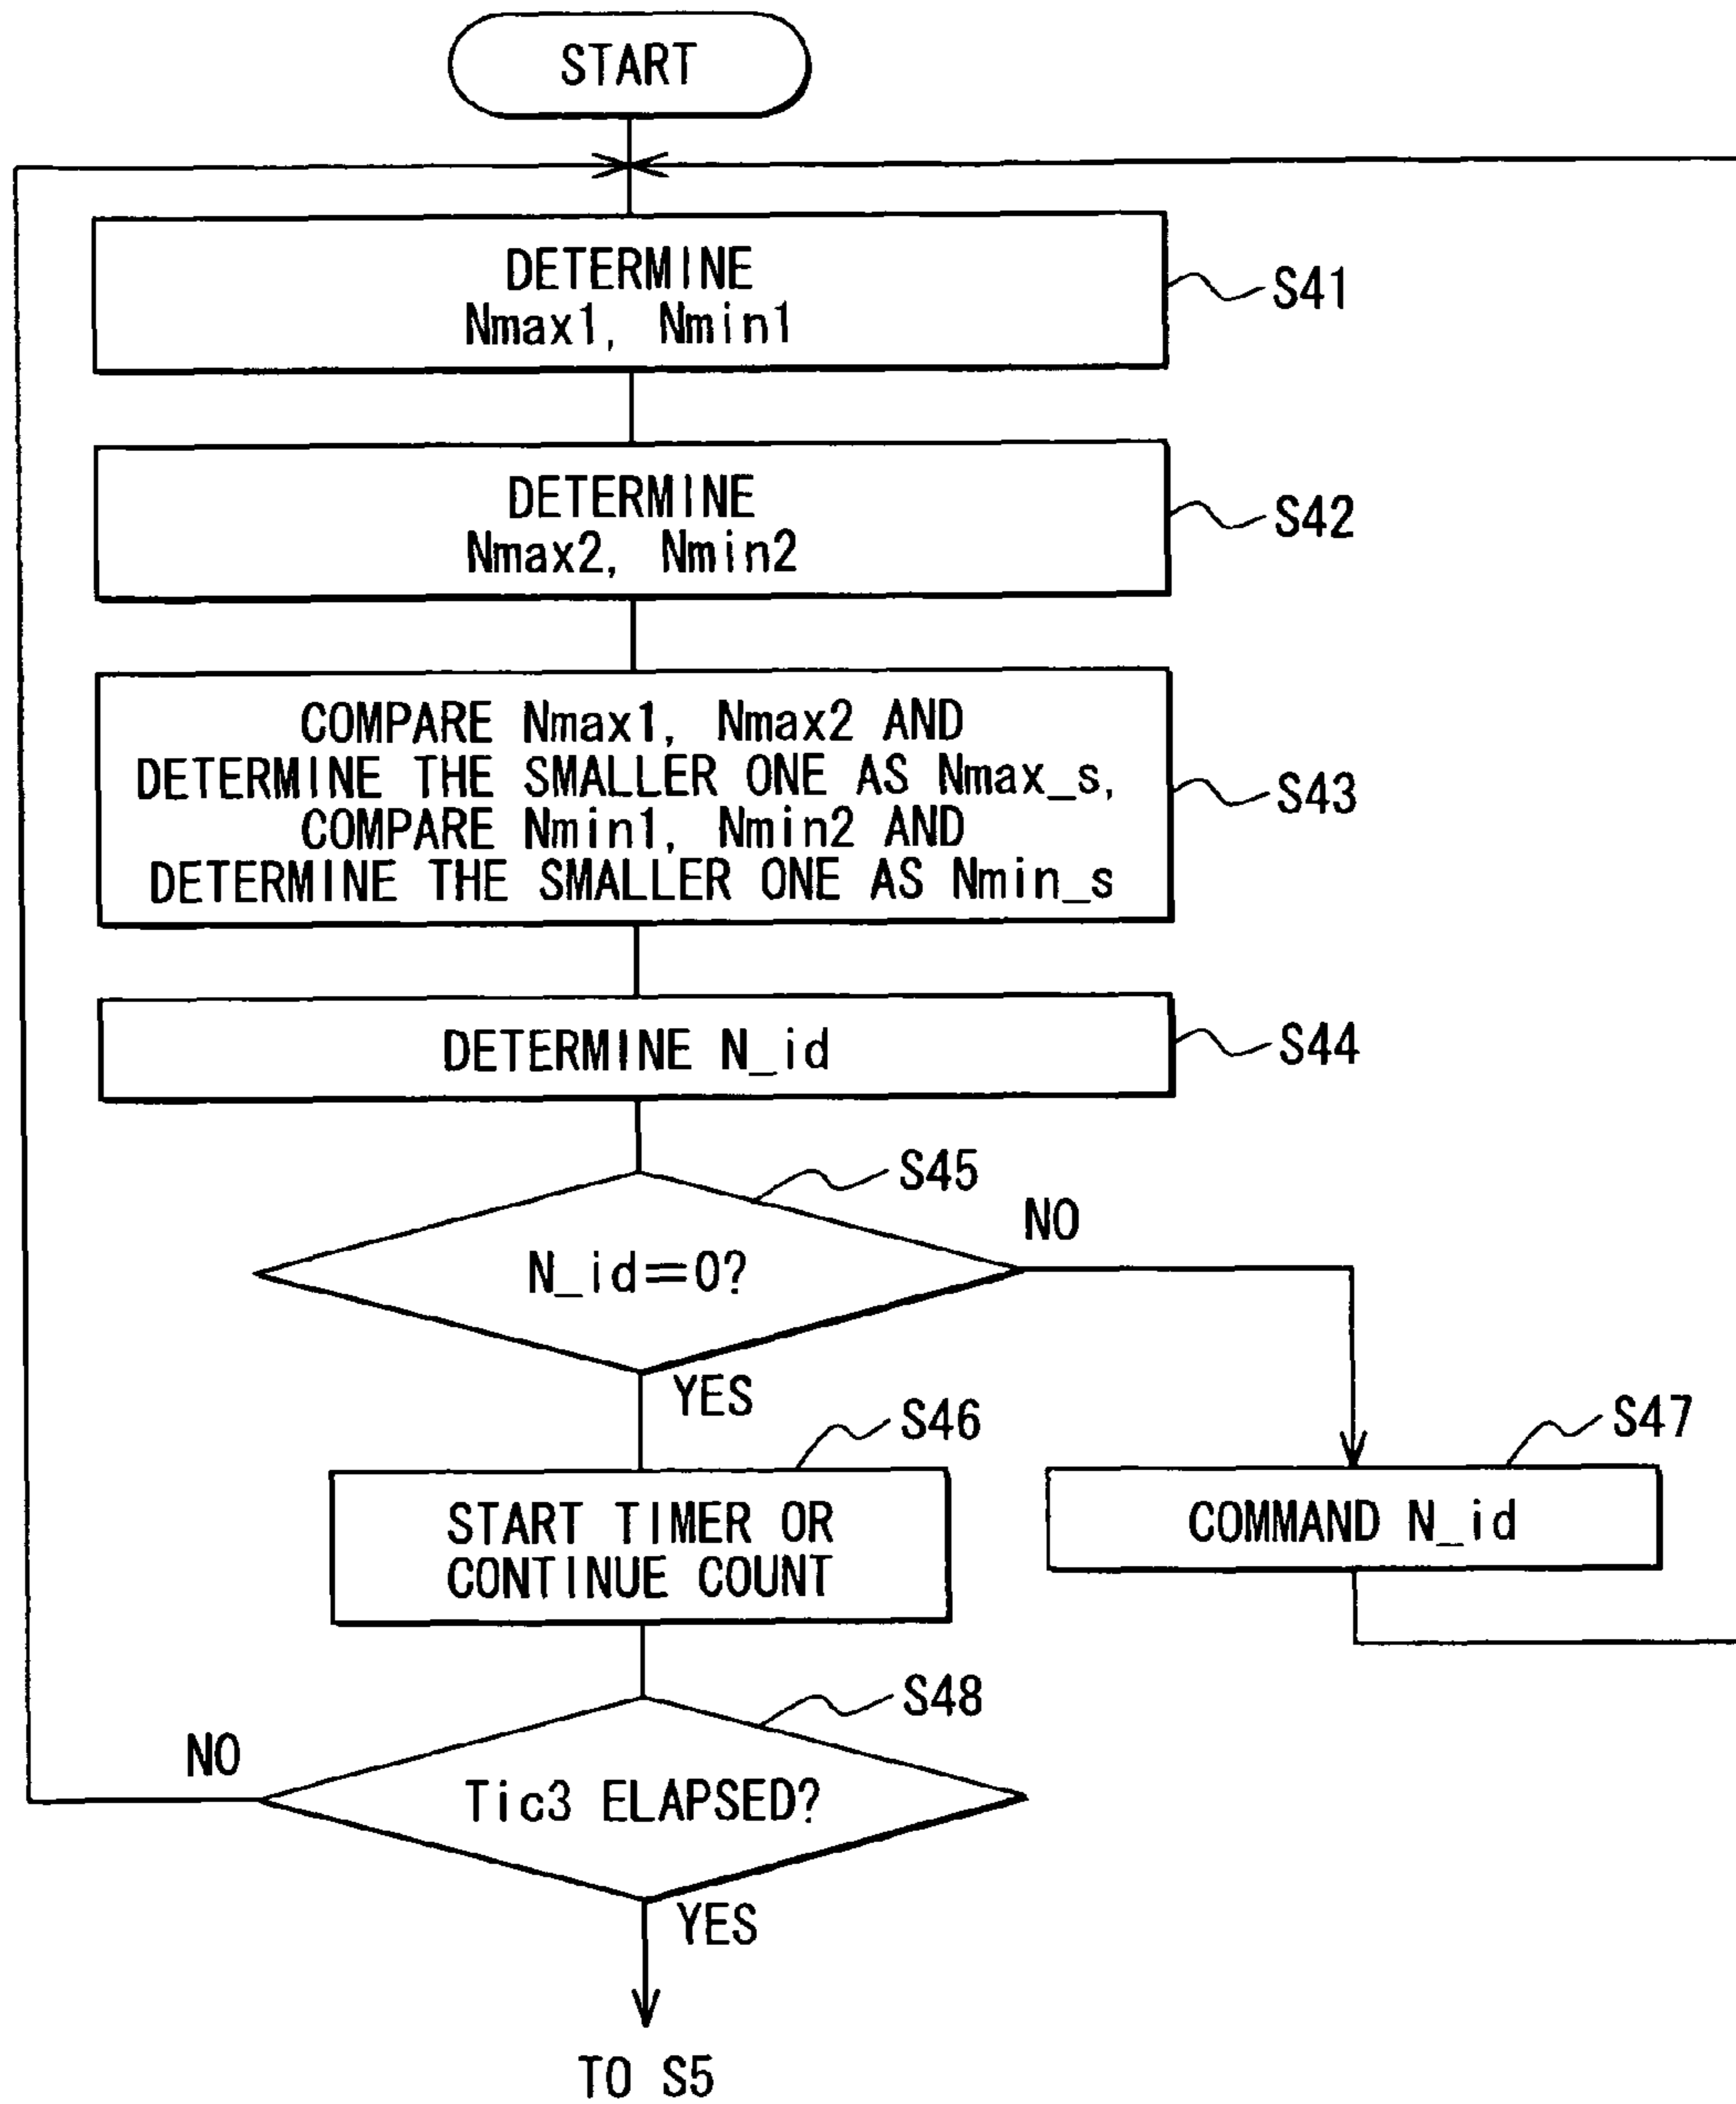 START
DETERMINE
Nmax1, Nmin1
S41
DETERMINE
Nmax2, Nmin2
S42
COMPARE Nmax1, Nmax2 AND
DETERMINE THE SMALLER ONE AS Nmax_s,
COMPARE Nmin1, Nmin2 AND
DETERMINE THE SMALLER ONE AS Nmin_s
S43
DETERMINE N_id
S44
S45
N_id=0?
NO
YES
S46
START TIMER OR
CONTINUE COUNT
S47
COMMAND N_id
S48
Tic3 ELAPSED?
NO
YES
TO S5